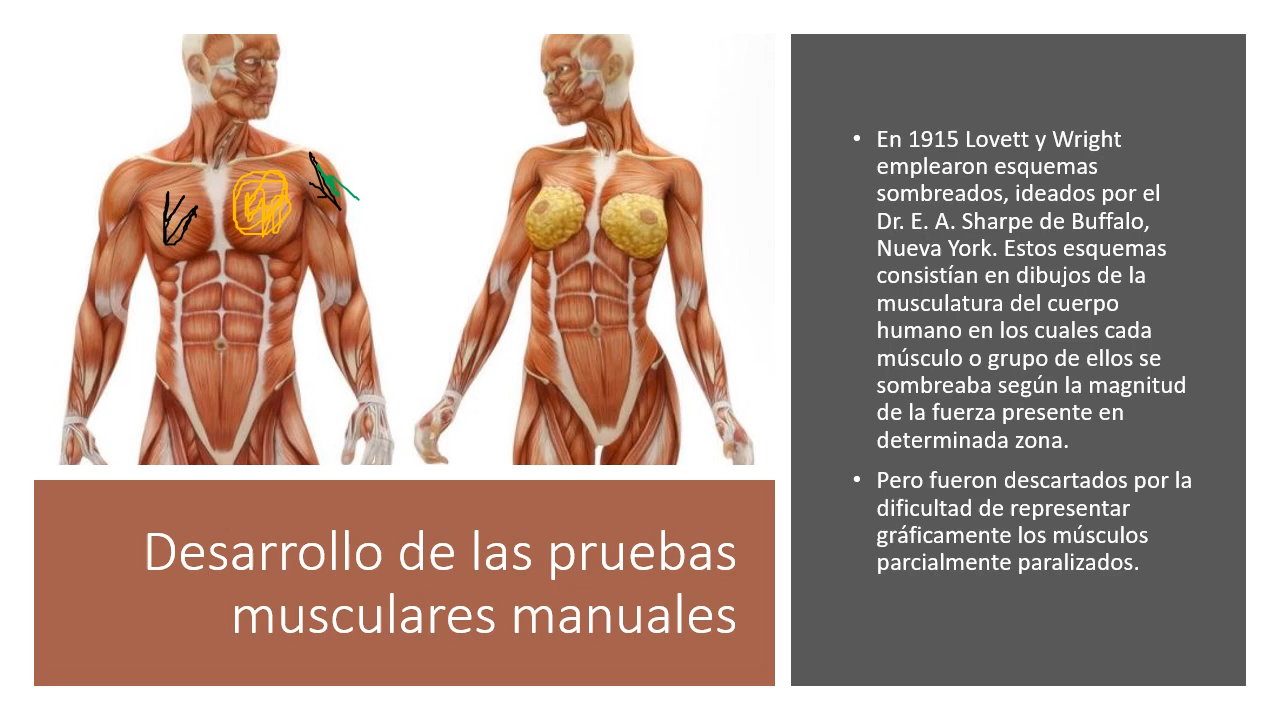 Desarrollo de las pruebas
musculares manuales
• En 1915 Lovett y Wright
emplearon esquemas
sombreados, ideados por el
Dr. E. A. Sharpe de Buffalo,
Nueva York. Estos esquemas
consistían en dibujos de la
musculatura del cuerpo
humano en los cuales cada
músculo o grupo de ellos se
sombreaba según la magnitud
de la fuerza presente en
determinada zona.
• Pero fueron descartados por la
dificultad de representar
gráficamente los músculos
parcialmente paralizados.